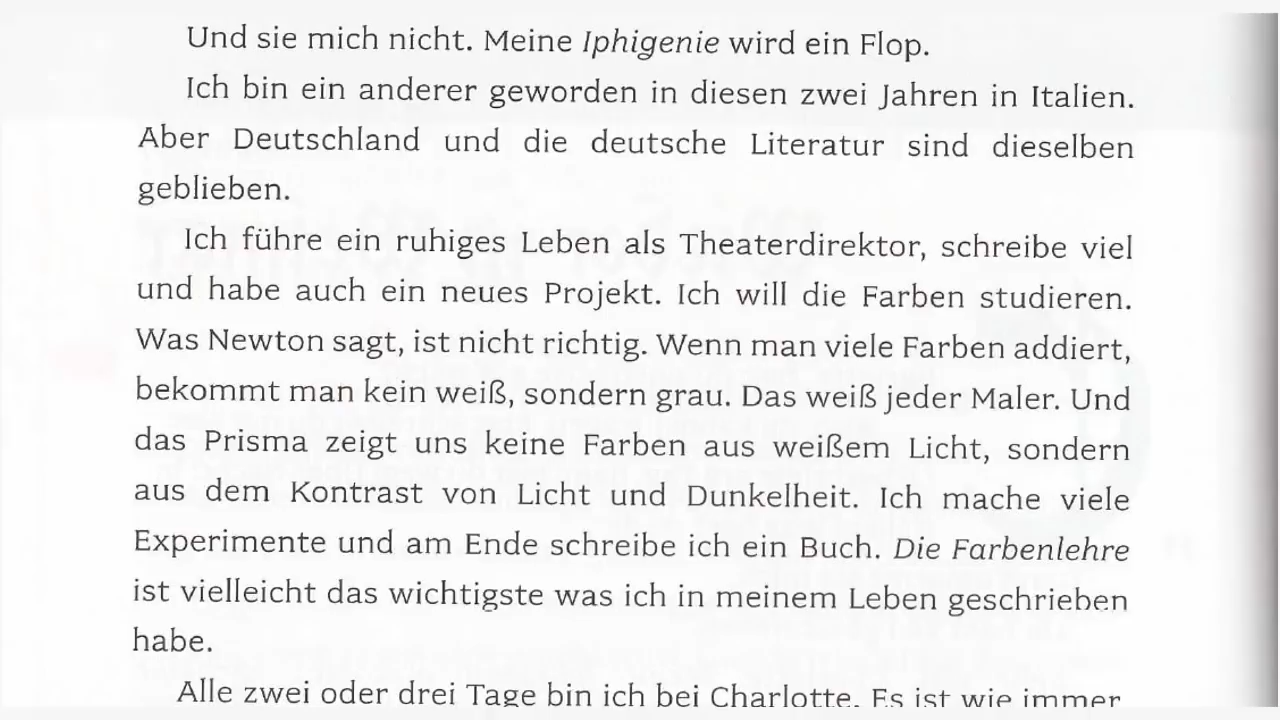 Und sie mich nicht. Meine Iphigenie wird ein Flop.
Ich bin ein anderer geworden in diesen zwei Jahren in Italien.
Aber Deutschland und die deutsche Literatur sind dieselben
geblieben.
Ich führe ein ruhiges Leben als Theaterdirektor, schreibe viel
und habe auch ein neues Projekt. Ich will die Farben studieren.
Was Newton sagt, ist nicht richtig. Wenn man viele Farben addiert,
bekommt man kein weiß, sondern grau. Das weiß jeder Maler. Und
das Prisma zeigt uns keine Farben aus weißem Licht, sondern
aus dem Kontrast von Licht und Dunkelheit. Ich mache viele
Experimente und am Ende schreibe ich ein Buch. Die Farbenlehre
ist vielleicht das wichtigste was ich in meinem Leben geschrieben
habe.
Alle zwei oder drei Tage bin ich bei Charlotte. Es ist wie immer